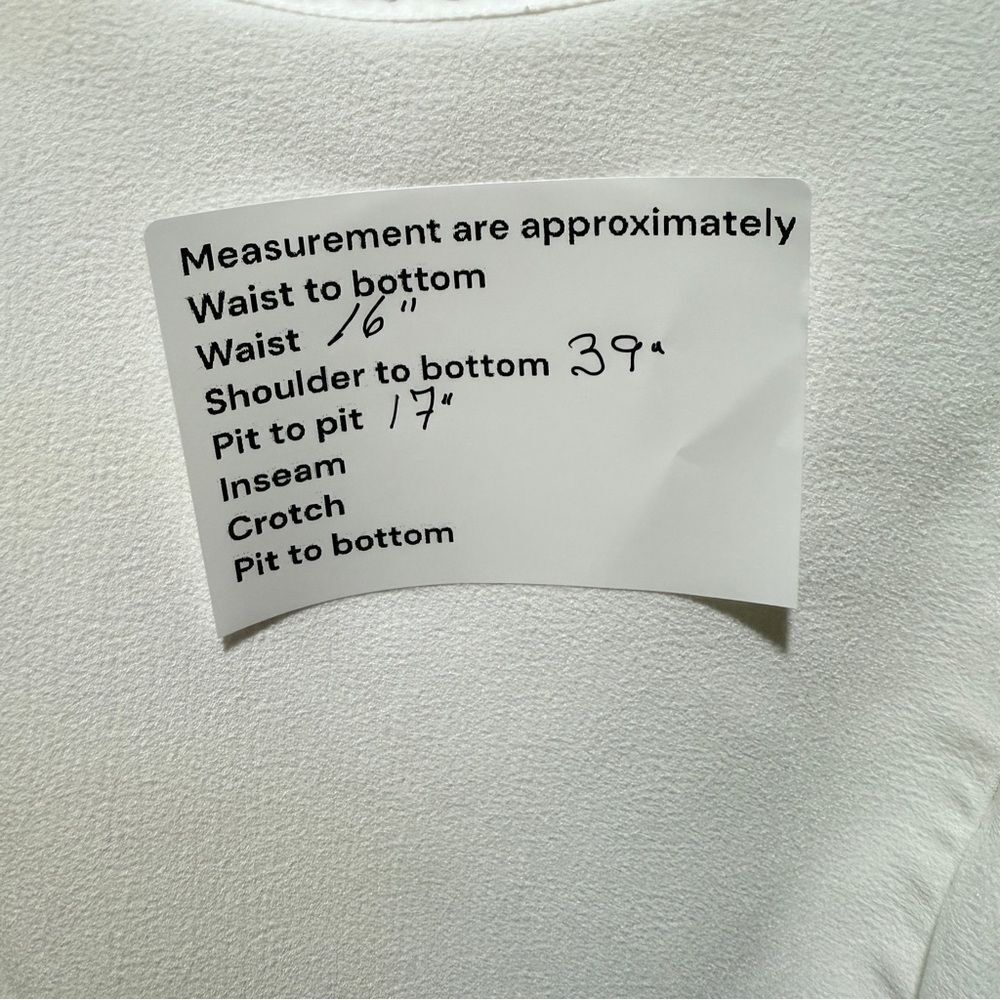 Measurement are approximately
Waist to bottom
Waist 16"
Shoulder to bottom 39"
Pit to pit 17"
Inseam
Crotch
Pit to bottom